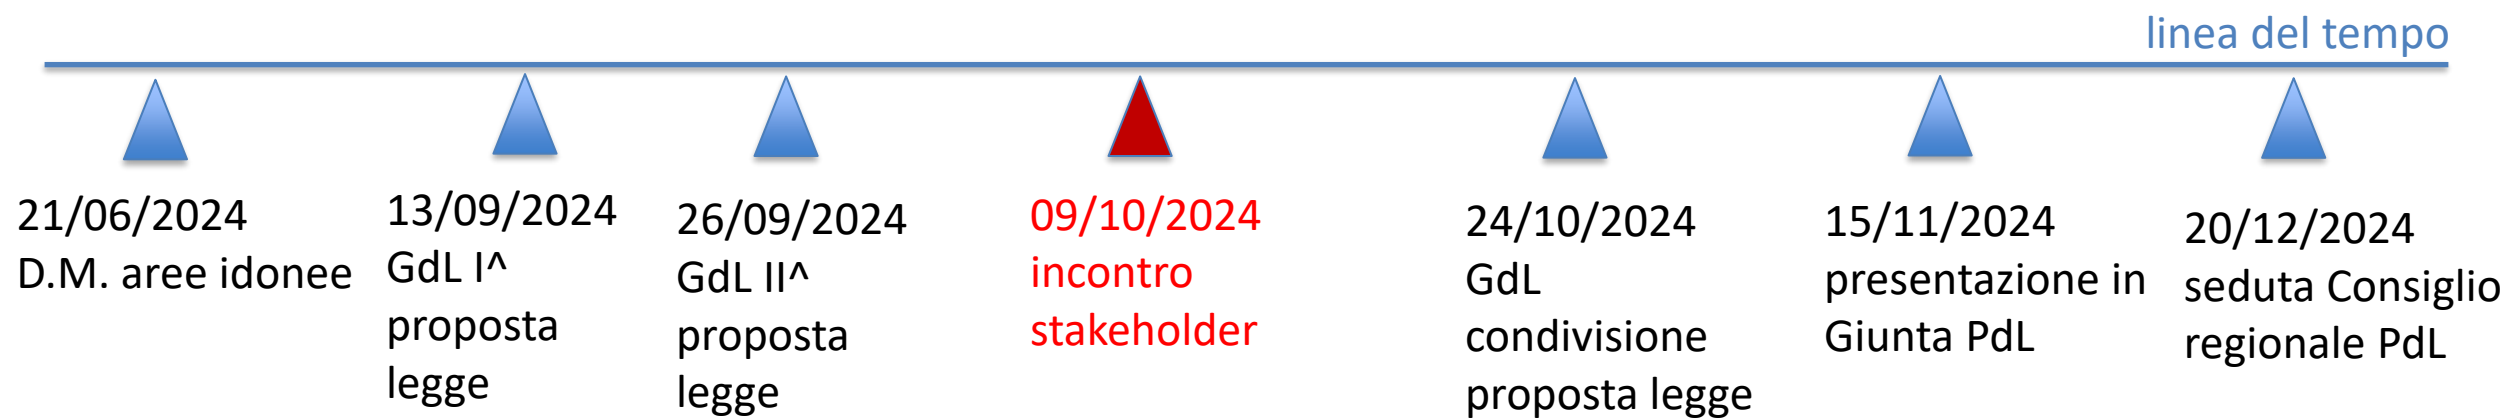 linea del tempo
21/06/2024
D.M. aree idonee
13/09/2024
GdL I^
proposta
legge
26/09/2024
GdL II^
proposta
legge
09/10/2024
incontro
stakeholder
24/10/2024
GdL
condivisione
proposta legge
15/11/2024
presentazione in
Giunta PdL
20/12/2024
seduta Consiglio
regionale PdL